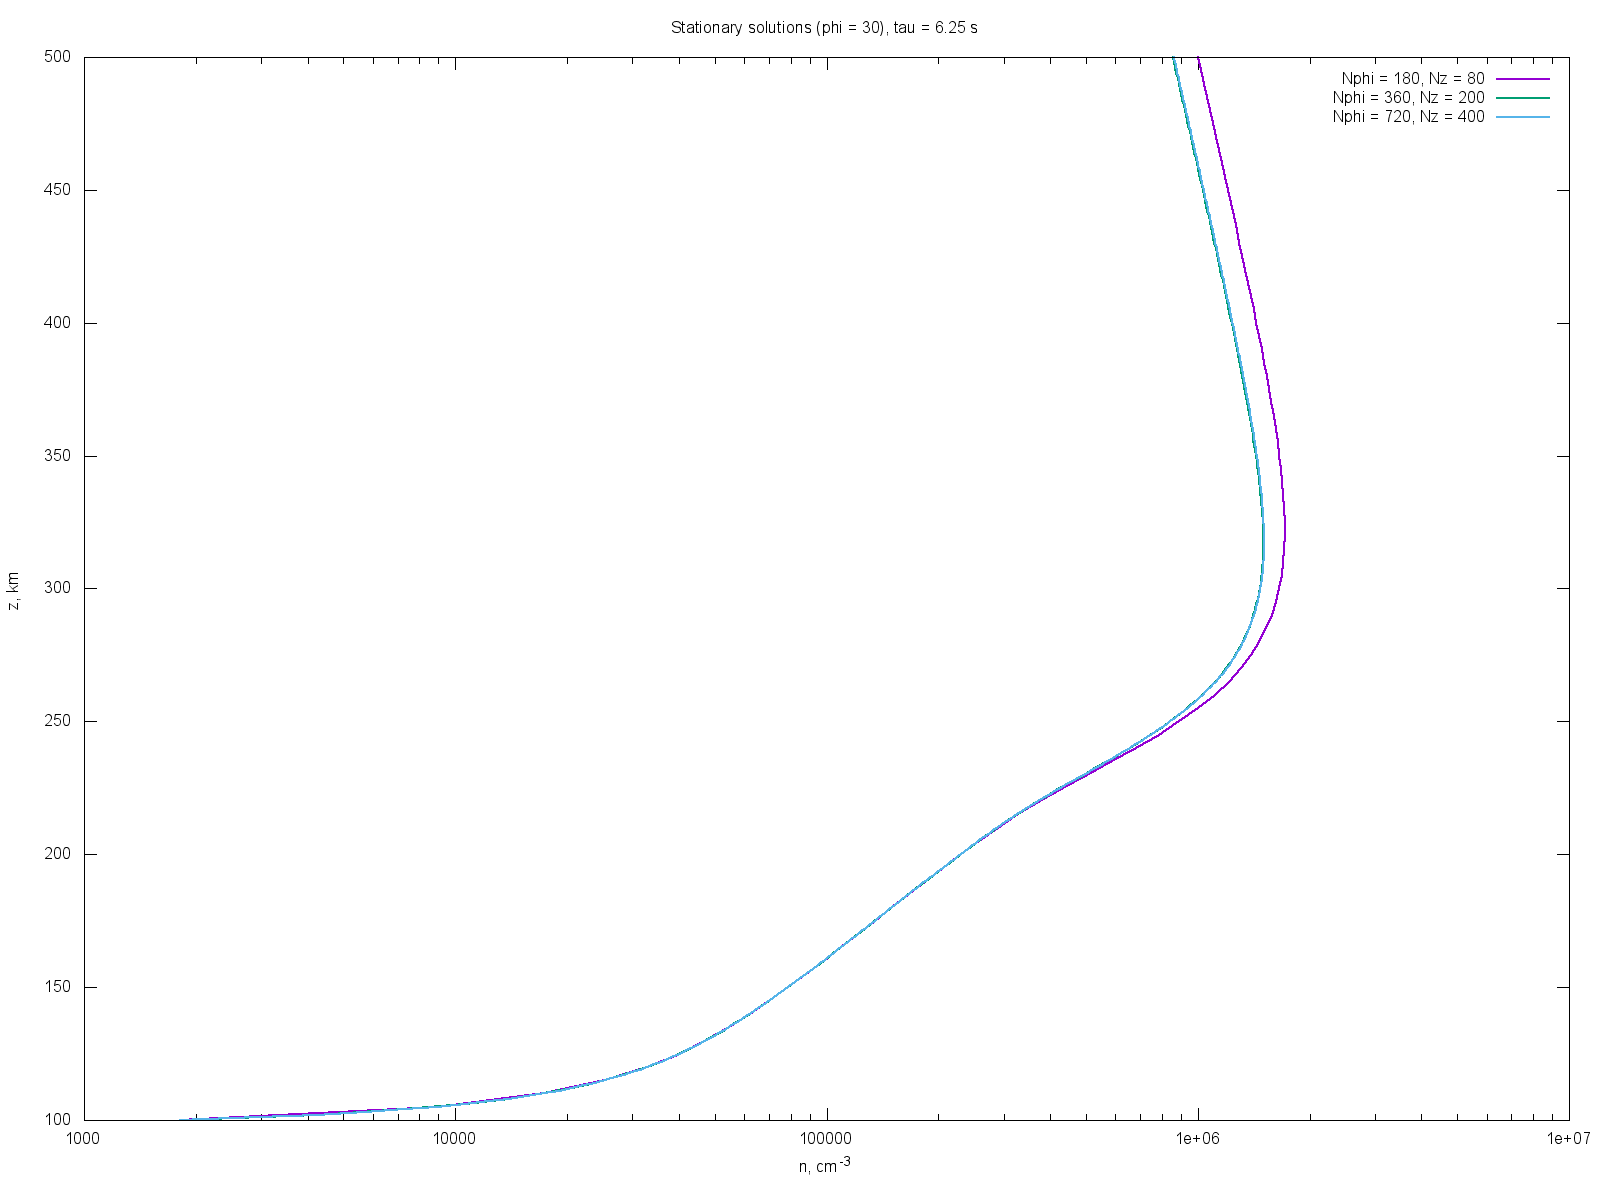 Stationary solutions (phi = 30), tau = 6.25 s
Nphi = 180, Nz = 80
Nphi = 360, Nz = 200
Nphi = 720, Nz = 400
500
450
400
350
300
250
200
150
100
z, km
1000
10000
100000
1e+06
1e+07
n, cm-3